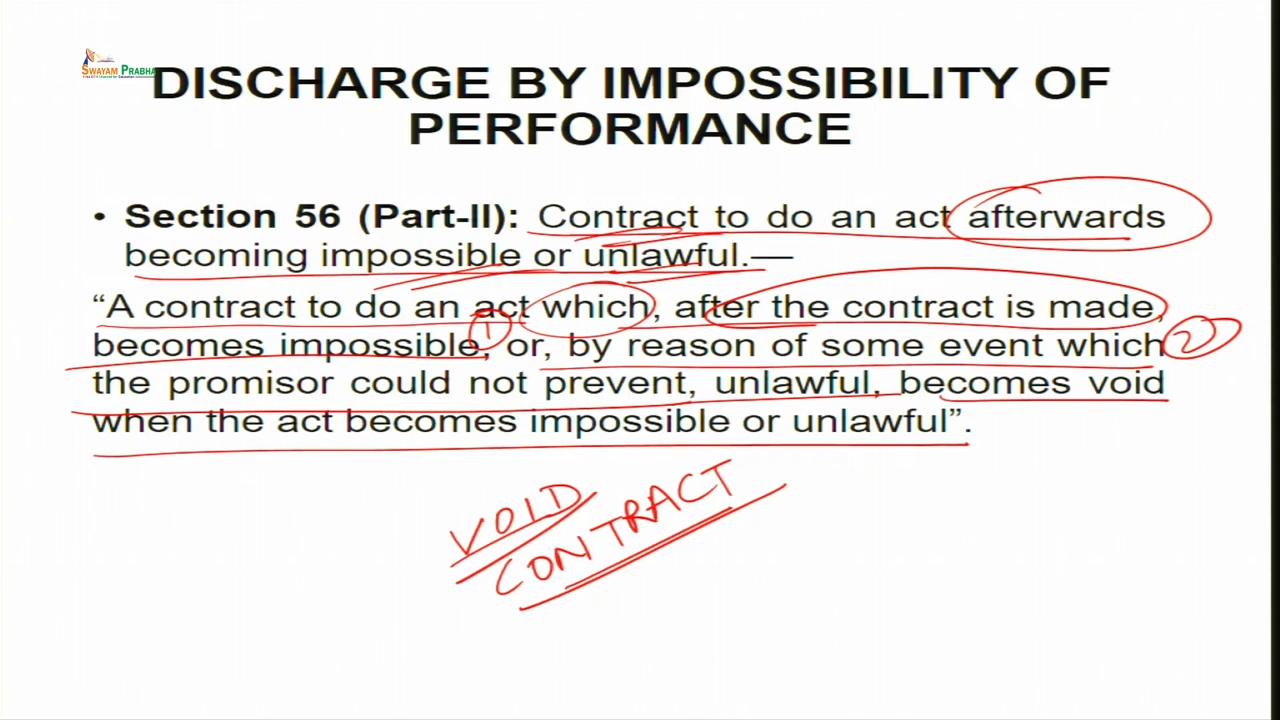 SWAYAM PRABHA
DISCHARGE BY IMPOSSIBILITY OF
PERFORMANCE
• Section 56 (Part-II): Contract to do an act afterwards
becoming impossible or unlawful.—
“A contract to do an act which, after the contract is made,
becomes impossible, or, by reason of some event which
the promisor could not prevent, unlawful, becomes void
when the act becomes impossible or unlawful”.
1
2
VOID
CONTRACT